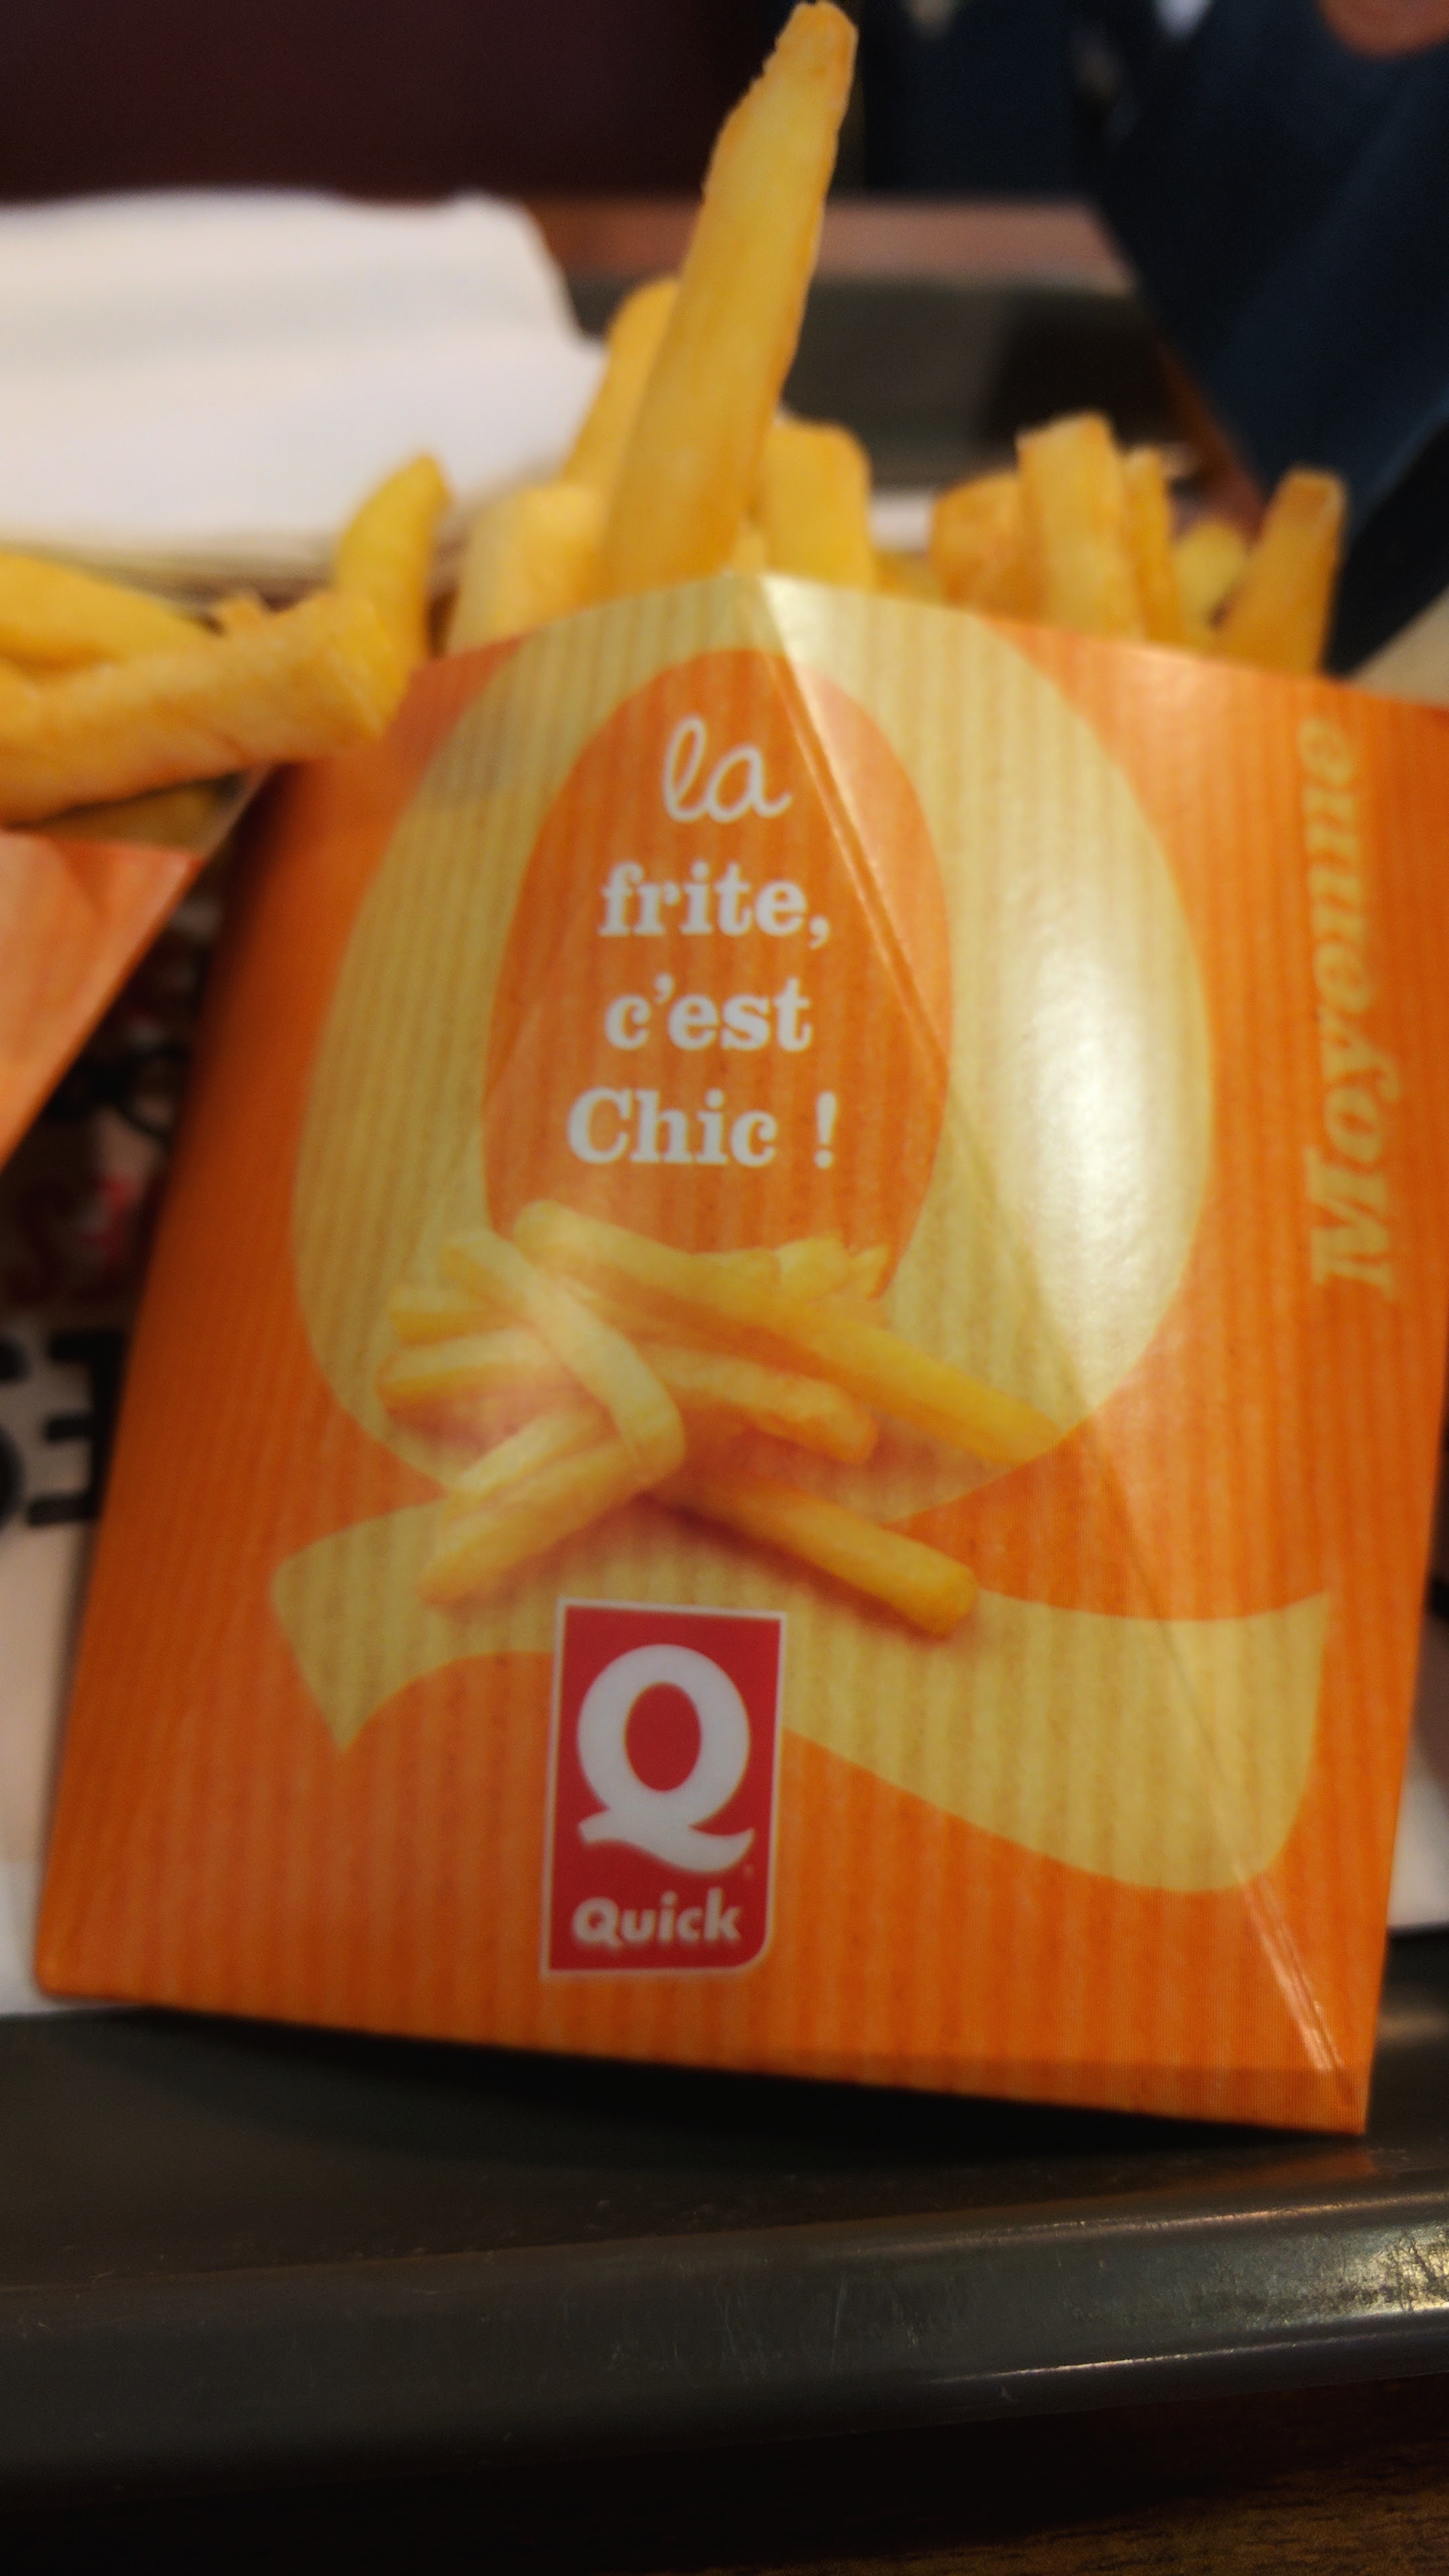 la
frite,
c'est
Chic !
Moyenne
Q
Quick